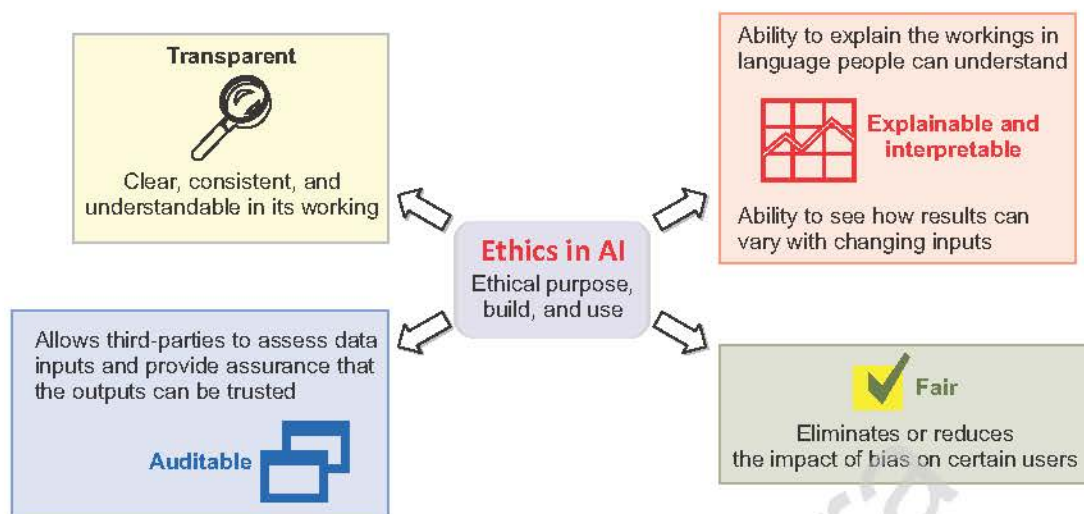 Transparent
Clear, consistent, and
understandable in its working
Ability to explain the workings in
language people can understand
Explainable and
interpretable
Ability to see how results can
vary with changing inputs
Ethics in AI
Ethical purpose,
build, and use
Allows third-parties to assess data
inputs and provide assurance that
the outputs can be trusted
Auditable
Fair
Eliminates or reduces
the impact of bias on certain users